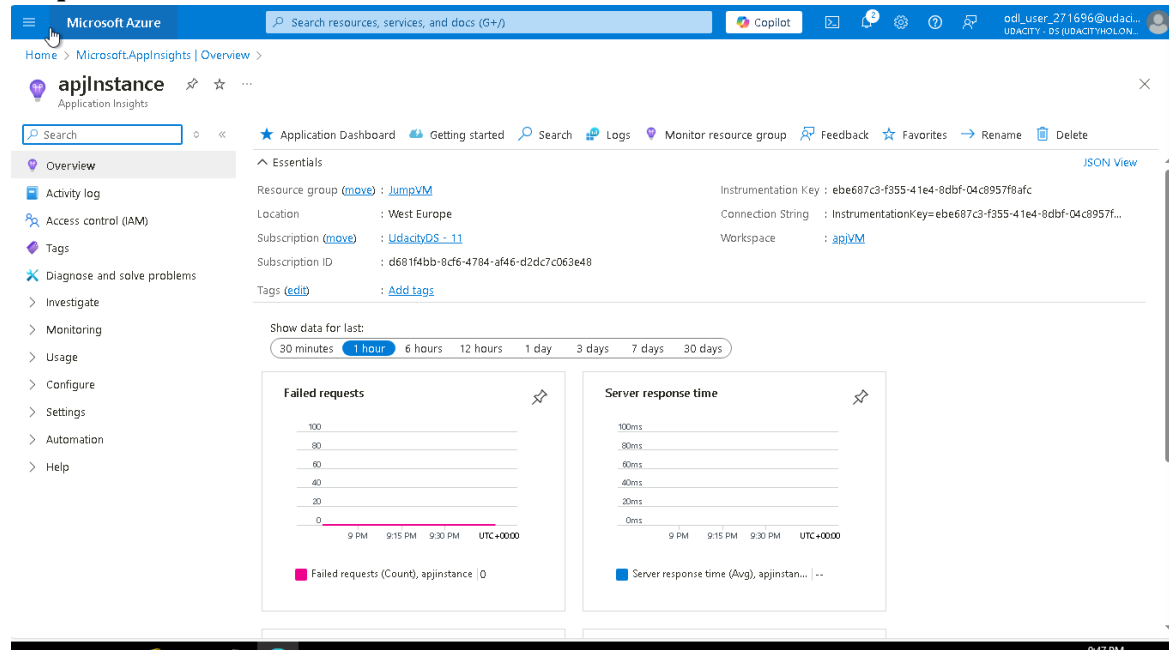 Microsoft Azure
Search resources, services, and docs (G+/)
Copilot
2
odl_user_271696@udaci...
UDACITY - DS (UDACITYHOLON...
Home > Microsoft.AppInsights | Overview >
apjInstance
Application Insights
Search
Application Dashboard Getting started Search Logs Monitor resource group Feedback Favorites Rename Delete
Overview
Activity log
Access control (IAM)
Tags
Diagnose and solve problems
Investigate
Monitoring
Usage
Configure
Settings
Automation
Help
Essentials
JSON View
Resource group (move) : JumpVM
Location : West Europe
Subscription (move) : UdacityDS - 11
Subscription ID : d681f4bb-8cf6-4784-af46-d2dc7c063e48
Tags (edit) : Add tags
Instrumentation Key : ebe687c3-f355-41e4-8dbf-04c8957f8afc
Connection String : InstrumentationKey=ebe687c3-f355-41e4-8dbf-04c8957f...
Workspace : apjVM
Show data for last:
30 minutes 1 hour 6 hours 12 hours 1 day 3 days 7 days 30 days
Failed requests
100
80
60
40
20
0
9 PM 9:15 PM 9:30 PM UTC+00:00
Failed requests (Count), apjinstance 0
Server response time
100ms
80ms
60ms
40ms
20ms
0ms
9 PM 9:15 PM 9:30 PM UTC+00:00
Server response time (Avg), apjinstan... --